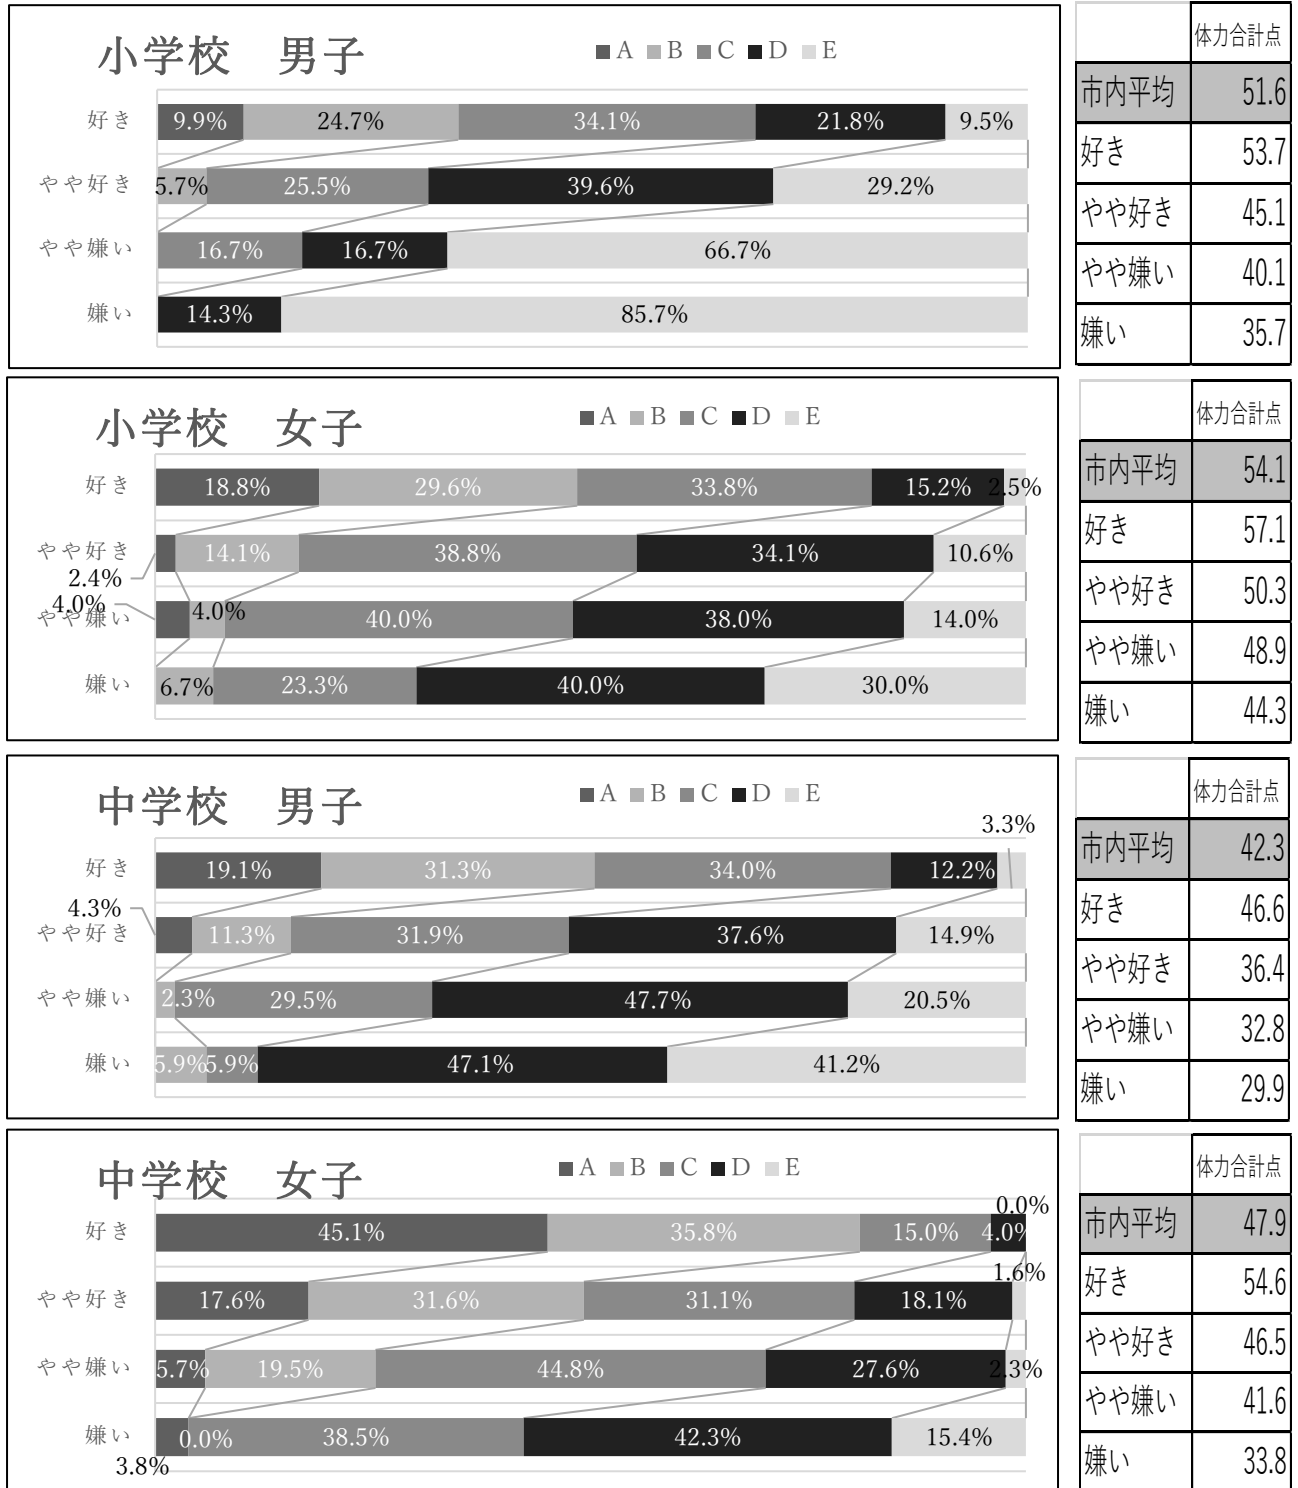 小学校　男子
■A ■B ■C ■D ■E
好き 9.9% 24.7% 34.1% 21.8% 9.5%
やや好き 5.7% 25.5% 39.6% 29.2%
やや嫌い 16.7% 16.7% 66.7%
嫌い 14.3% 85.7%
体力合計点
市内平均 51.6
好き 53.7
やや好き 45.1
やや嫌い 40.1
嫌い 35.7
小学校　女子
■A ■B ■C ■D ■E
好き 18.8% 29.6% 33.8% 15.2% 2.5%
やや好き 2.4% 14.1% 38.8% 34.1% 10.6%
やや嫌い 4.0% 4.0% 40.0% 38.0% 14.0%
嫌い 6.7% 23.3% 40.0% 30.0%
体力合計点
市内平均 54.1
好き 57.1
やや好き 50.3
やや嫌い 48.9
嫌い 44.3
中学校　男子
■A ■B ■C ■D ■E
好き 19.1% 31.3% 34.0% 12.2% 3.3%
やや好き 4.3% 11.3% 31.9% 37.6% 14.9%
やや嫌い 2.3% 29.5% 47.7% 20.5%
嫌い 5.9% 5.9% 47.1% 41.2%
体力合計点
市内平均 42.3
好き 46.6
やや好き 36.4
やや嫌い 32.8
嫌い 29.9
中学校　女子
■A ■B ■C ■D ■E
好き 45.1% 35.8% 15.0% 4.0% 0.0%
やや好き 17.6% 31.6% 31.1% 18.1% 1.6%
やや嫌い 5.7% 19.5% 44.8% 27.6% 2.3%
嫌い 3.8% 0.0% 38.5% 42.3% 15.4%
体力合計点
市内平均 47.9
好き 54.6
やや好き 46.5
やや嫌い 41.6
嫌い 33.8